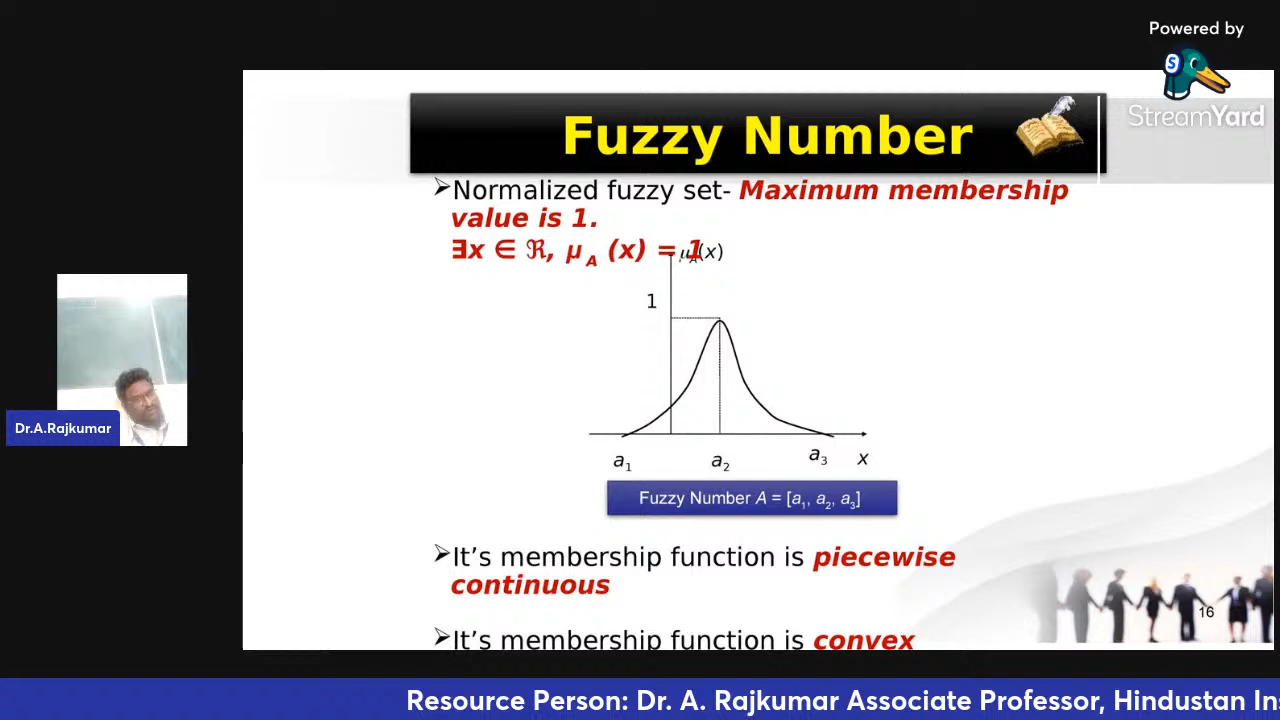 Powered by
StreamYard
Fuzzy Number
➢Normalized fuzzy set- Maximum membership
value is 1.
∃x ∈ ℜ, μ A (x) = 1
μA(x)
1
a1
a2
a3
x
Fuzzy Number A = [a1, a2, a3]
➢It’s membership function is piecewise
continuous
➢It’s membership function is convex
16
Dr.A.Rajkumar
Resource Person: Dr. A. Rajkumar Associate Professor, Hindustan In